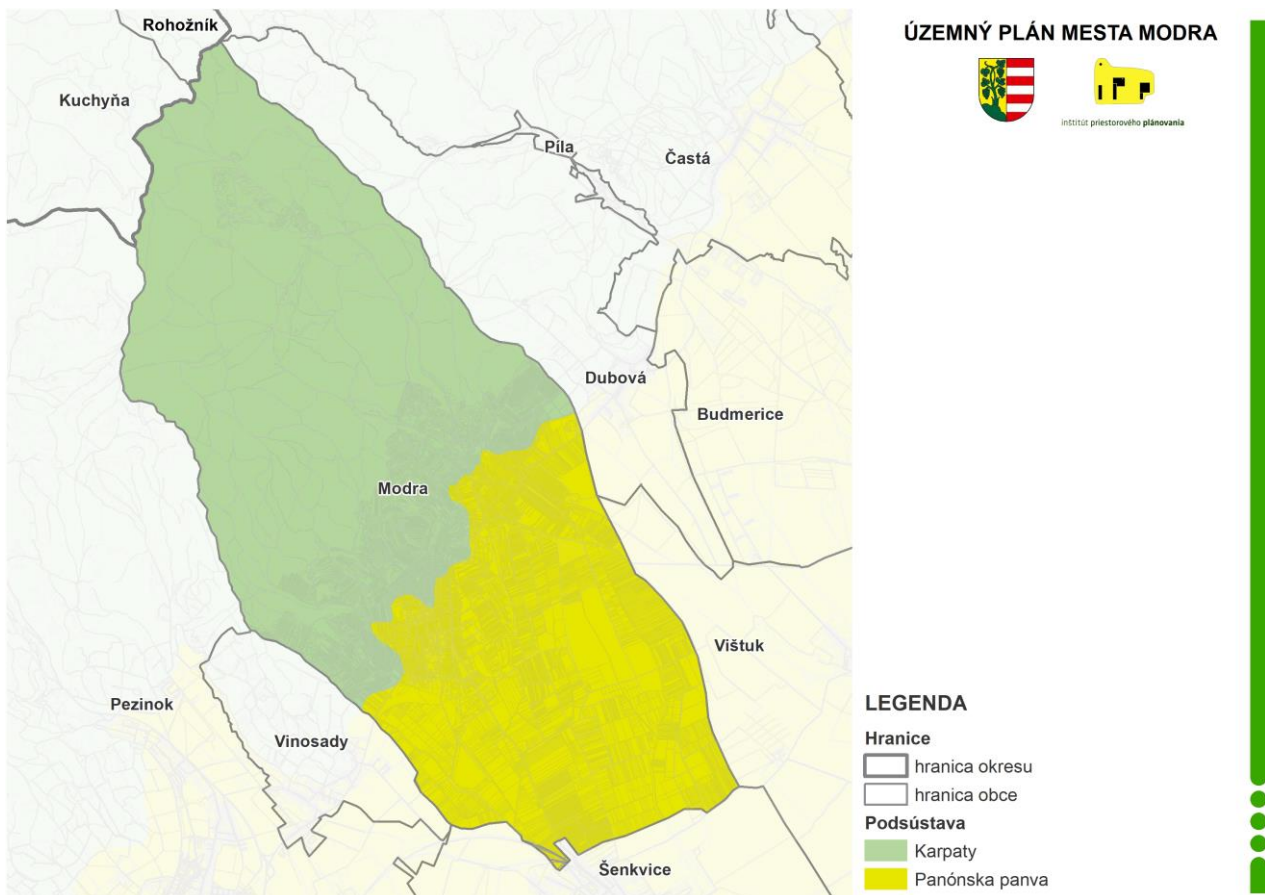 Rohožník
Kuchyňa
Píla
Častá
Dubová
Budmerice
Modra
Vištuk
Pezinok
Vinosady
Šenkvice
ÚZEMNÝ PLÁN MESTA MODRA
inštitút priestorového plánovania
LEGENDA
Hranice
hranica okresu
hranica obce
Podsústava
Karpaty
Panónska panva